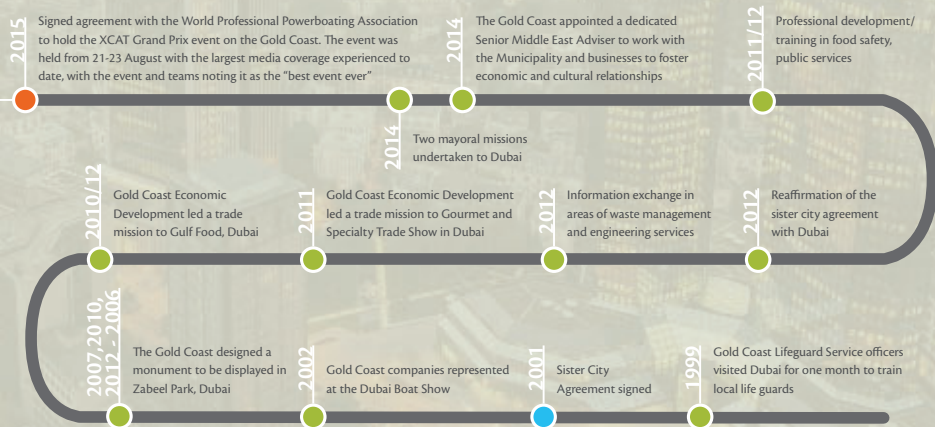 2015
Signed agreement with the World Professional Powerboating Association
to hold the XCAT Grand Prix event on the Gold Coast. The event was
held from 21-23 August with the largest media coverage experienced to
date, with the event and teams noting it as the “best event ever”
2014
The Gold Coast appointed a dedicated
Senior Middle East Adviser to work with
the Municipality and businesses to foster
economic and cultural relationships
2011/12
Professional development/
training in food safety,
public services
2014
Two mayoral missions
undertaken to Dubai
2010/12
Gold Coast Economic
Development led a trade
mission to Gulf Food, Dubai
2011
Gold Coast Economic Development
led a trade mission to Gourmet and
Specialty Trade Show in Dubai
2012
Information exchange in
areas of waste management
and engineering services
2012
Reaffirmation of the
sister city agreement
with Dubai
2007,2010,
2012 - 2006
The Gold Coast designed a
monument to be displayed in
Zabeel Park, Dubai
2002
Gold Coast companies represented
at the Dubai Boat Show
2001
Sister City
Agreement signed
1999
Gold Coast Lifeguard Service officers
visited Dubai for one month to train
local life guards